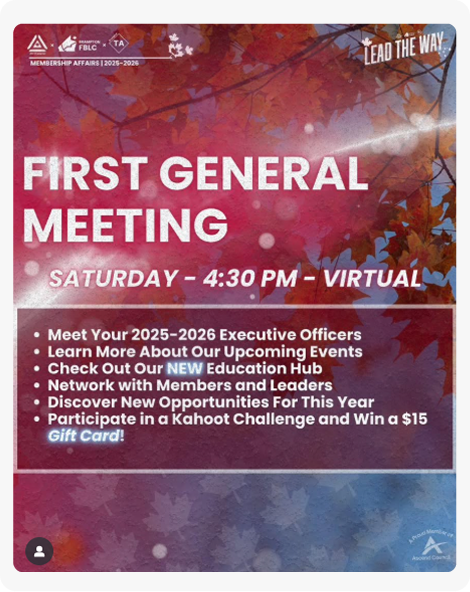 FBLC
TA
MEMBERSHIP AFFAIRS | 2025-2026
LEAD THE WAY
FIRST GENERAL
MEETING
SATURDAY - 4:30 PM - VIRTUAL
• Meet Your 2025-2026 Executive Officers
• Learn More About Our Upcoming Events
• Check Out Our NEW Education Hub
• Network with Members and Leaders
• Discover New Opportunities For This Year
• Participate in a Kahoot Challenge and Win a $15
Gift Card!
A Proud Member of